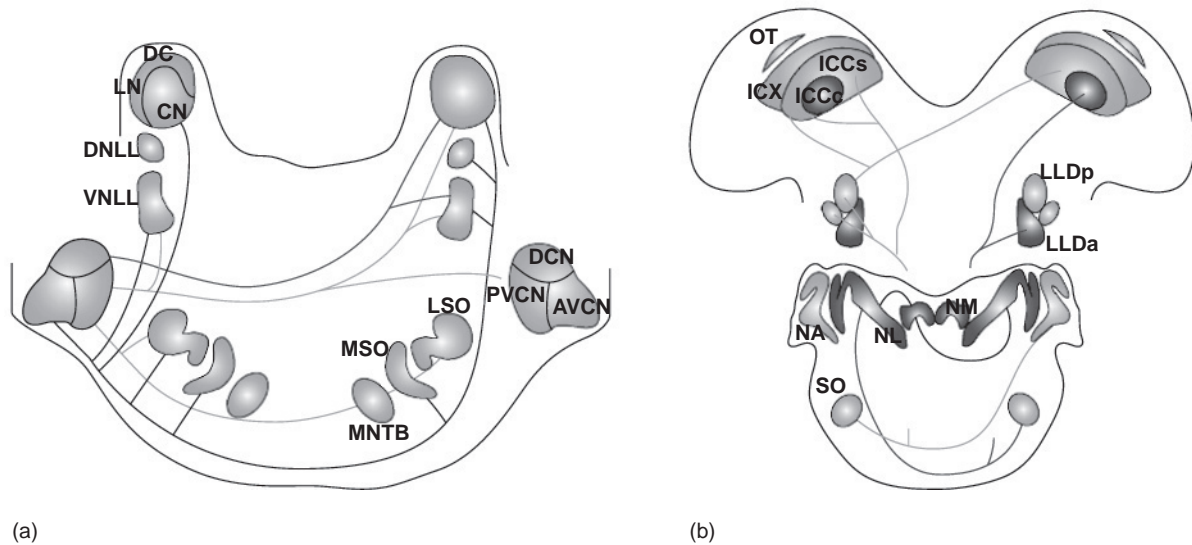 DC
LN
CN
DNLL
VNLL
DCN
PVCN
AVCN
LSO
MSO
MNTB
(a)
OT
ICCs
ICX
ICCc
LLDp
LLDa
NA
NL
NM
SO
(b)